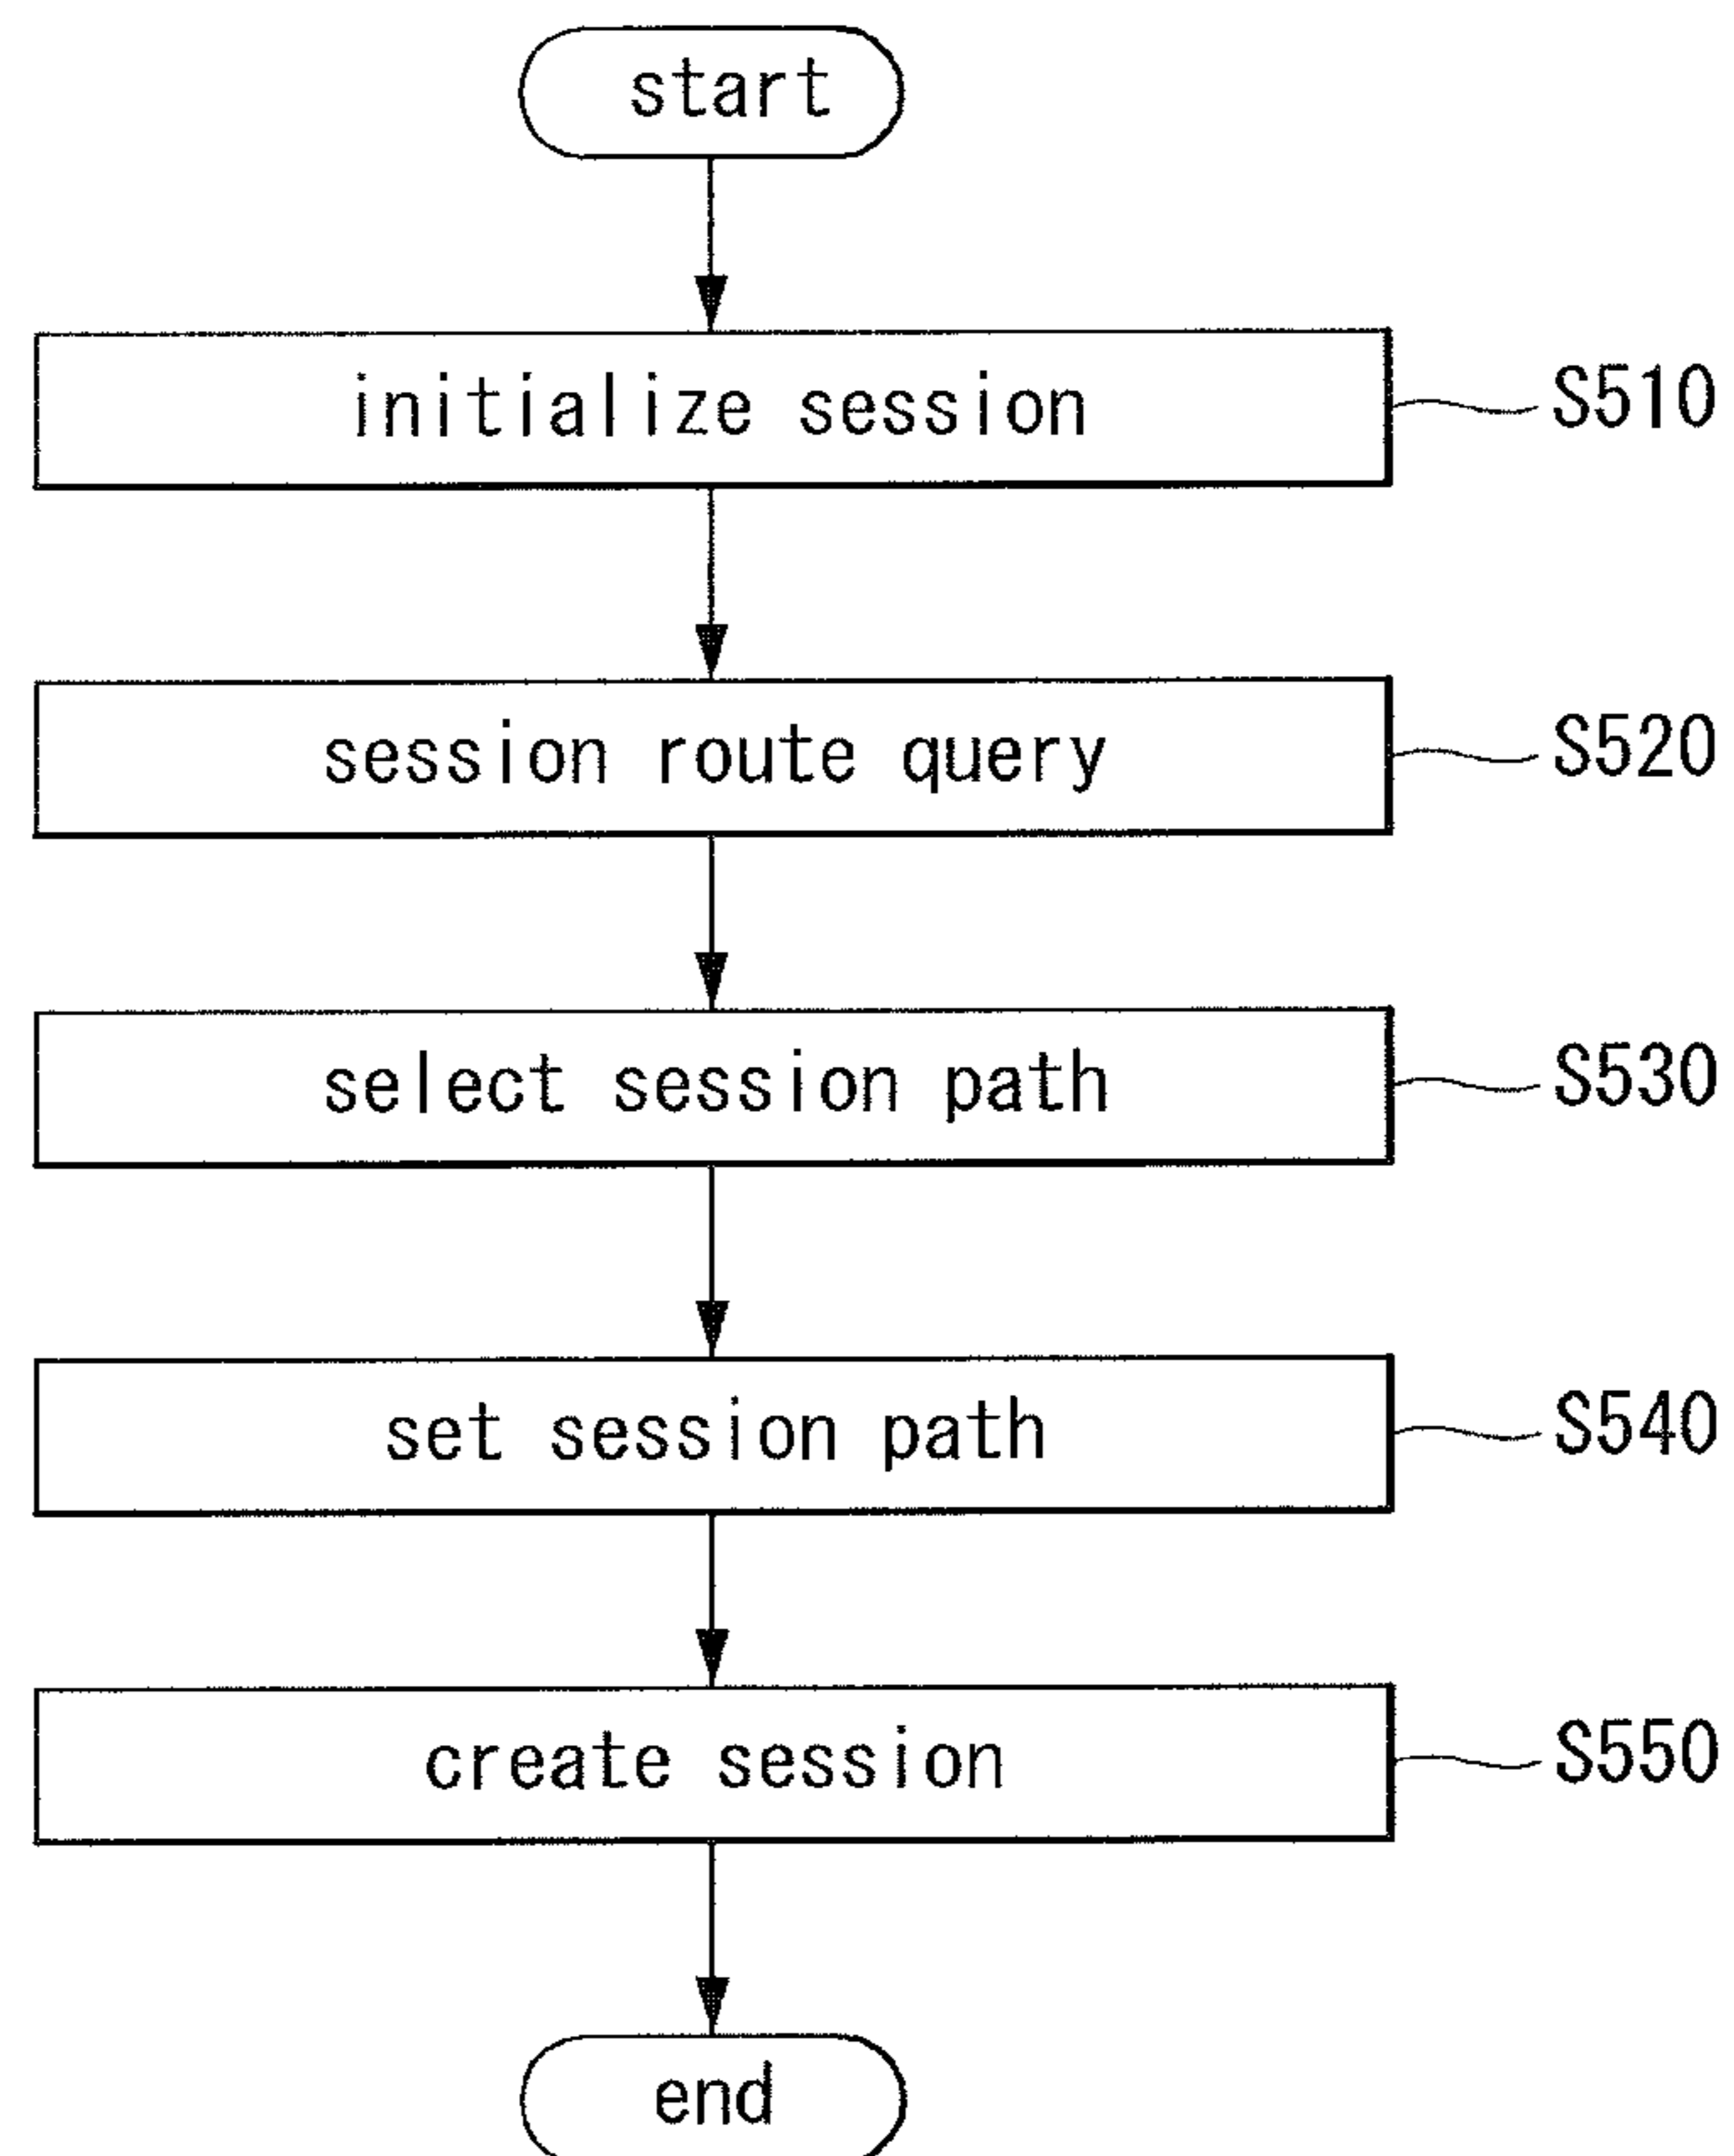 start
initialize session
S510
session route query
S520
select session path
S530
set session path
S540
create session
S550
end